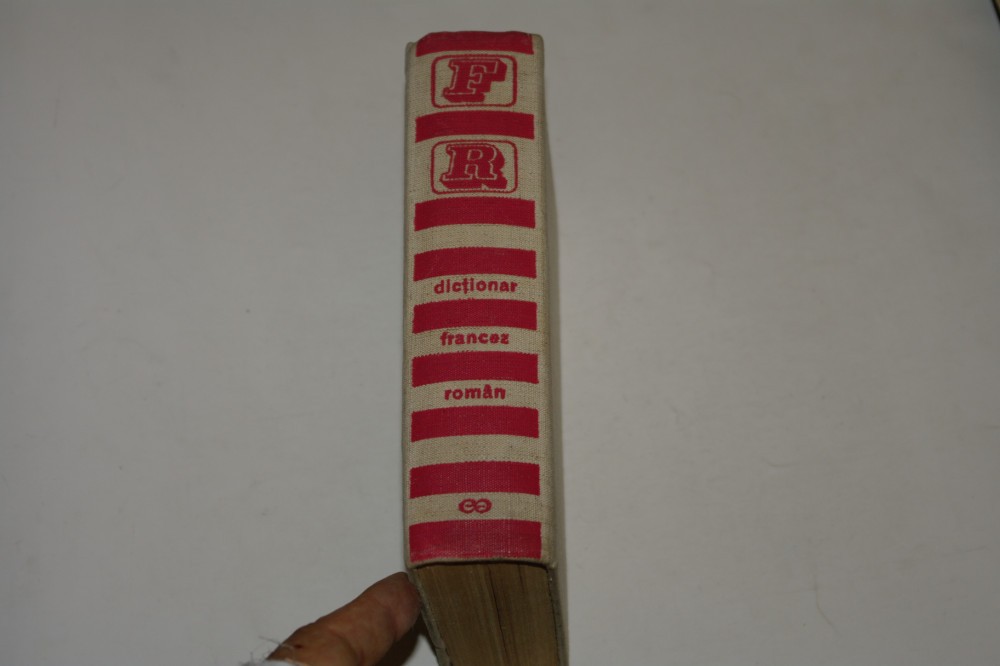 F
R
dicționar
francez
român